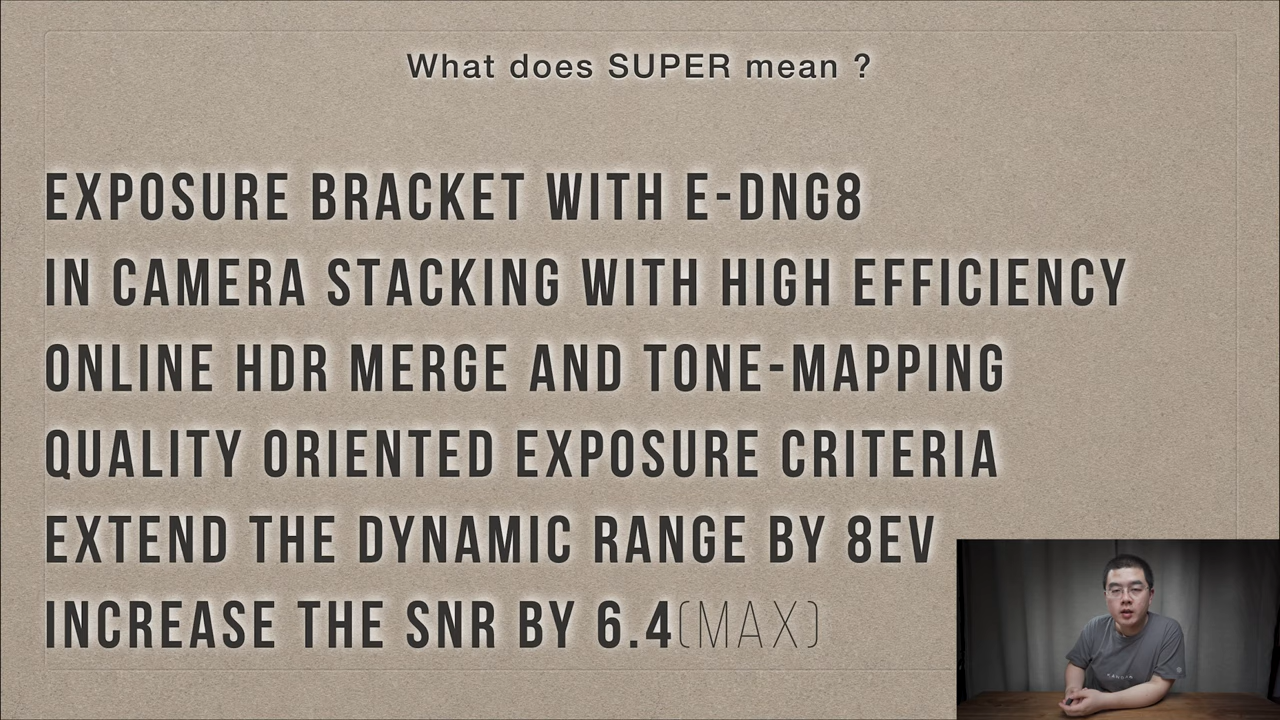 What does SUPER mean ?
EXPOSURE BRACKET WITH E-DNG8
IN CAMERA STACKING WITH HIGH EFFICIENCY
ONLINE HDR MERGE AND TONE-MAPPING
QUALITY ORIENTED EXPOSURE CRITERIA
EXTEND THE DYNAMIC RANGE BY 8EV
INCREASE THE SNR BY 6.4(MAX)